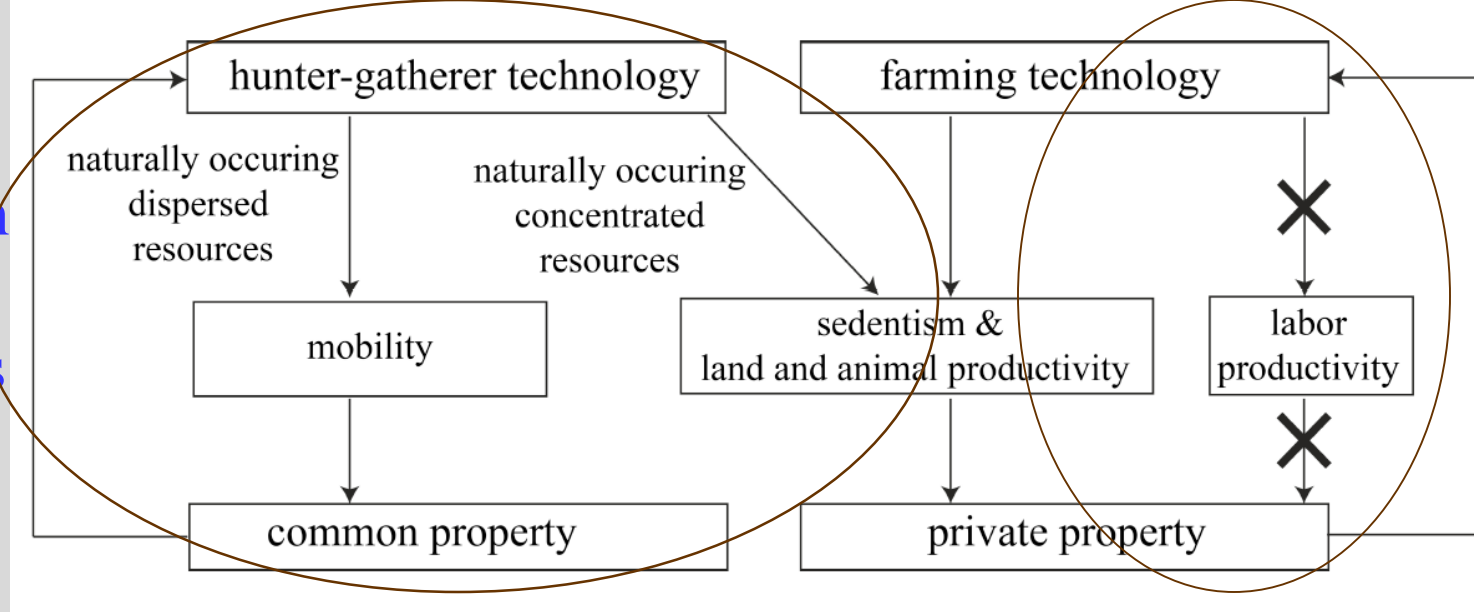 hunter-gatherer technology
farming technology
naturally occuring
dispersed
resources
naturally occuring
concentrated
resources
mobility
sedentism &
land and animal productivity
labor
productivity
common property
private property